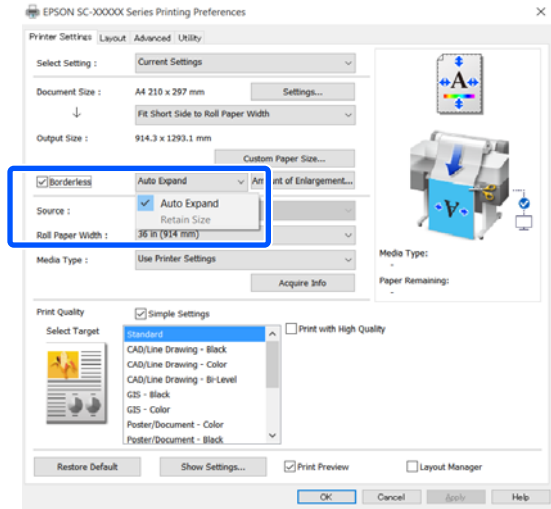 EPSON SC-XXXXX Series Printing Preferences
Printer Settings Layout Advanced Utility
Select Setting : Current Settings
Document Size : A4 210 x 297 mm Settings...
Fit Short Side to Roll Paper Width
Output Size : 914.3 x 1293.1 mm
Custom Paper Size...
Borderless Auto Expand Am nt of Enlargement...
Auto Expand
Source :
Retain Size
Roll Paper Width : 36 in (914 mm)
Media Type : Use Printer Settings
Acquire Info
A
A
Media Type:
-
Paper Remaining:
-
Print Quality Simple Settings
Select Target
Standard
CAD/Line Drawing - Black
CAD/Line Drawing - Color
CAD/Line Drawing - Bi-Level
GIS - Black
GIS - Color
Poster/Document - Color
Poster/Document - Black
Print with High Quality
Restore Default Show Settings... Print Preview Layout Manager
OK Cancel Apply Help